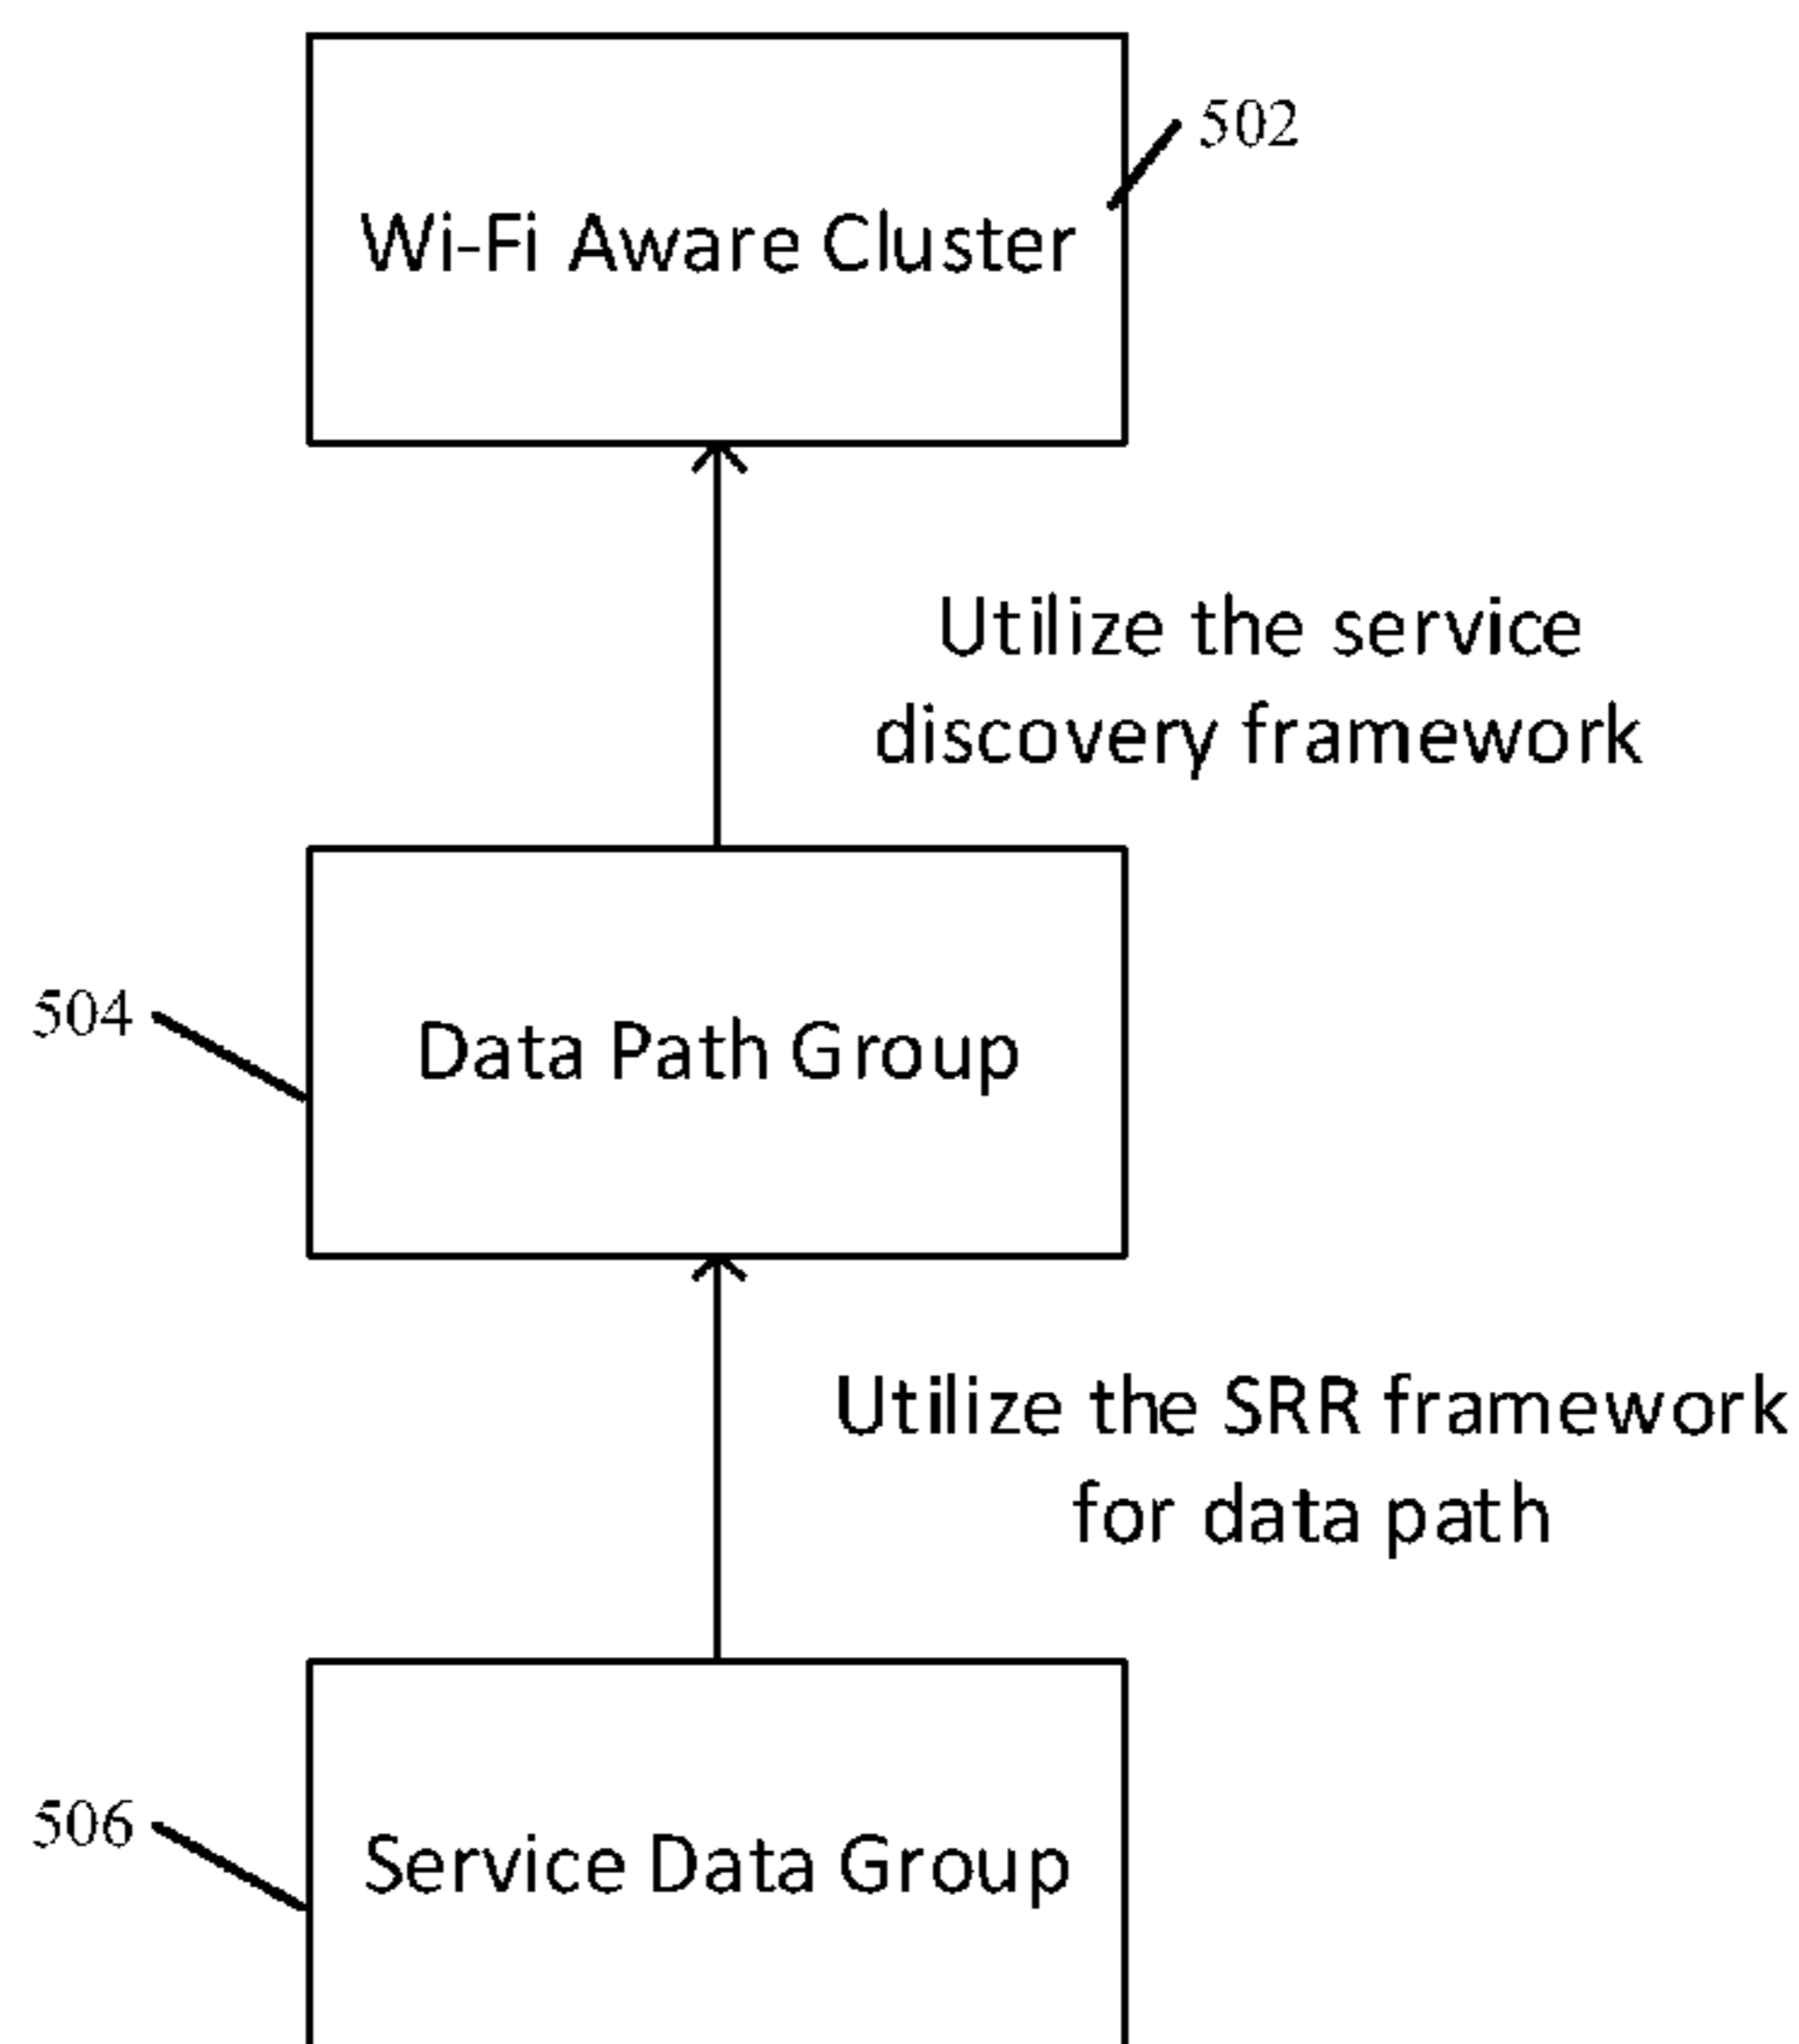 502
Wi-Fi Aware Cluster
Utilize the service
discovery framework
504
Data Path Group
Utilize the SRR framework
for data path
506
Service Data Group